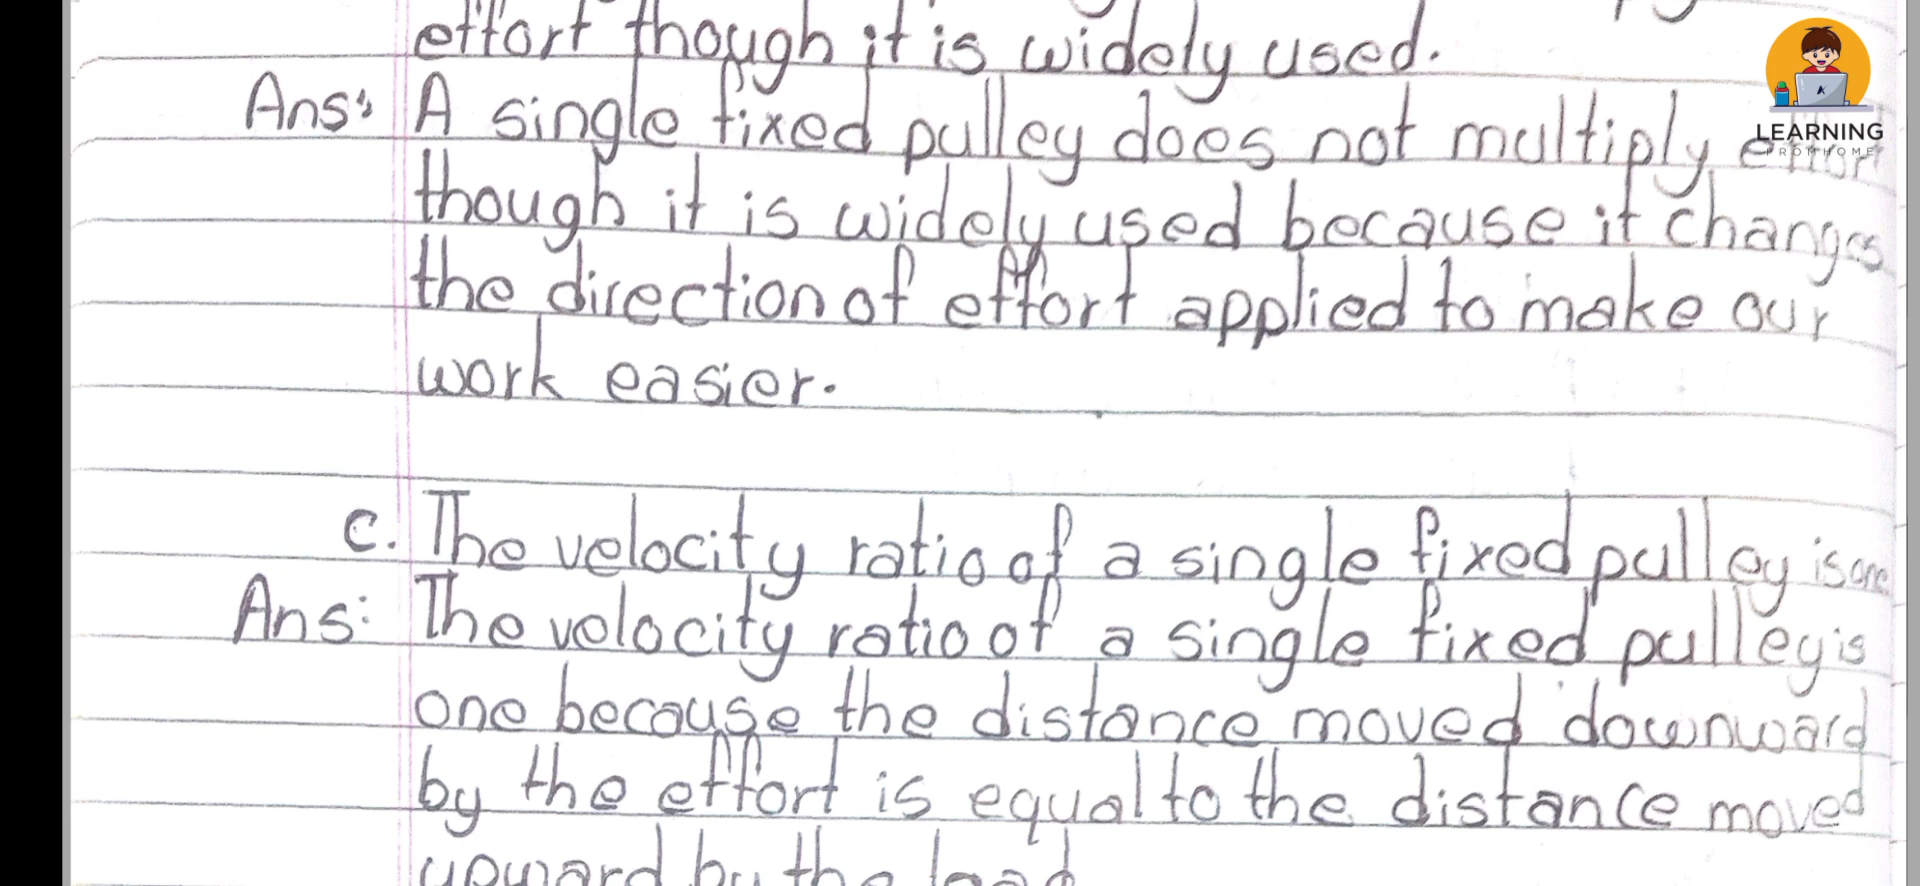 effort though it is widely used.
Ans: A single fixed pulley does not multiply effort
though it is widely used because it changes
the direction of effort applied to make our
work easier.
c. The velocity ratio of a single fixed pulley is one
Ans: The velocity ratio of a single fixed pulley is
one because the distance moved downward
by the effort is equal to the distance moved
upward by the load
LEARNING
FROM HOME